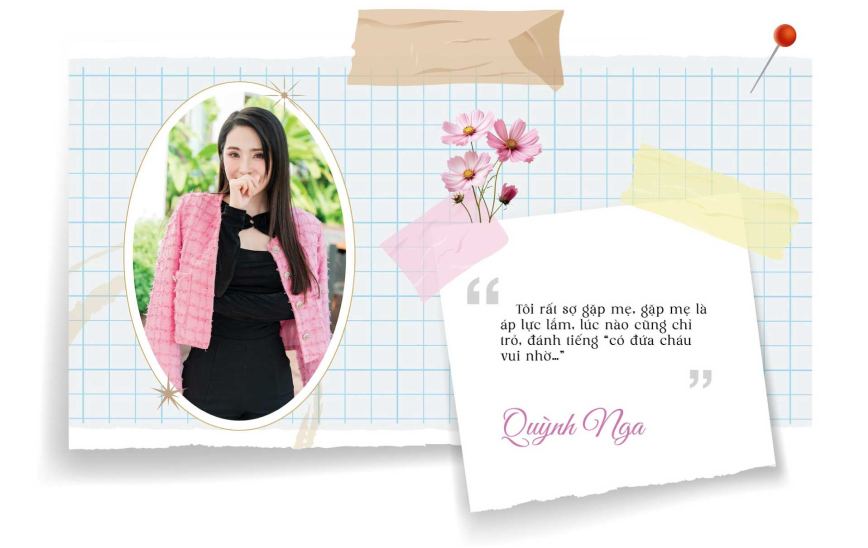 Tôi rất sợ gặp mẹ, gặp mẹ là
áp lực lắm, lúc nào cũng chỉ
trỏ, đánh tiếng “có đứa cháu
vui nhờ...”
Quỳnh Nga